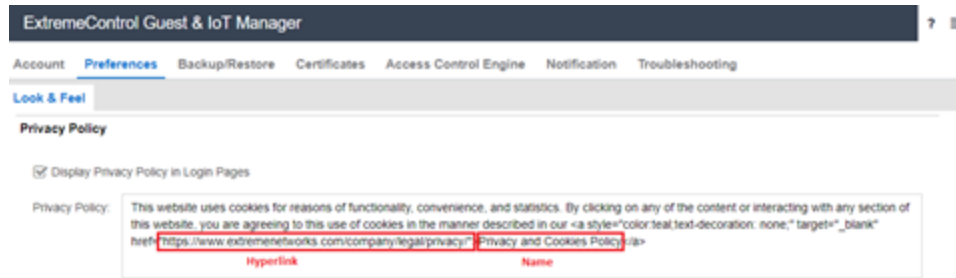 ExtremeControl Guest & IoT Manager ?
Account Preferences Backup/Restore Certificates Access Control Engine Notification Troubleshooting
Look & Feel
Privacy Policy
Display Privacy Policy in Login Pages
Privacy Policy: This website uses cookies for reasons of functionality, convenience, and statistics. By clicking on any of the content or interacting with any section of
this website, you are agreeing to this use of cookies in the manner described in our <a style="color:teal;text-decoration: none;" target="_blank"
href="https://www.extremenetworks.com/company/legal/privacy/">Privacy and Cookies Policy</a>
Hyperlink Name